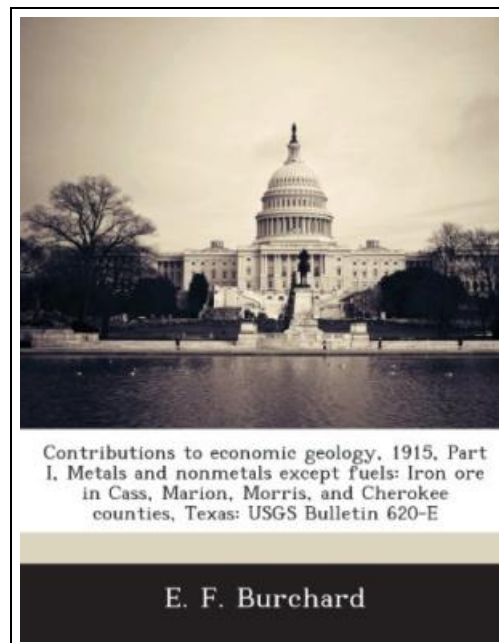 Contributions to economic geology, 1915, Part
I, Metals and nonmetals except fuels: Iron ore
in Cass, Marion, Morris, and Cherokee
counties, Texas: USGS Bulletin 620-E
E. F. Burchard